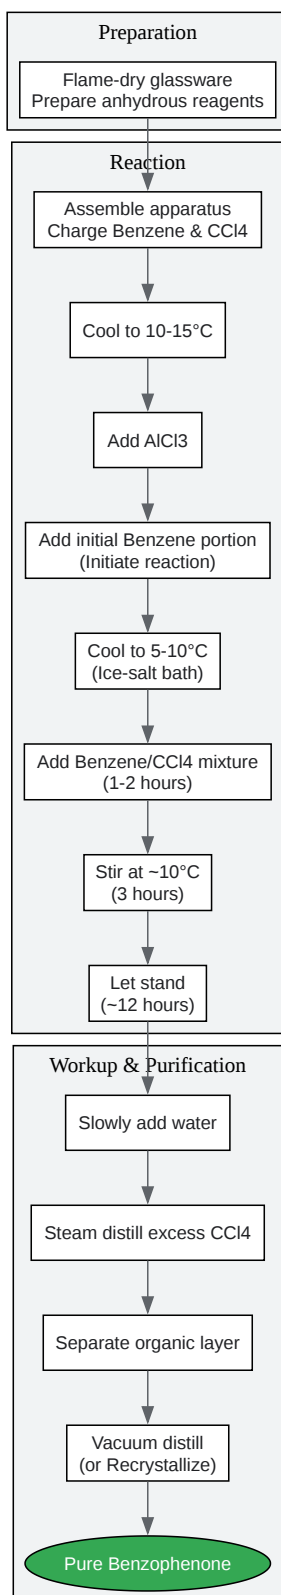 Preparation
Flame-dry glassware
Prepare anhydrous reagents
Reaction
Assemble apparatus
Charge Benzene & CCl4
Cool to 10-15°C
Add AlCl3
Add initial Benzene portion
(Initiate reaction)
Cool to 5-10°C
(Ice-salt bath)
Add Benzene/CCl4 mixture
(1-2 hours)
Stir at ~10°C
(3 hours)
Let stand
(~12 hours)
Workup & Purification
Slowly add water
Steam distill excess CCl4
Separate organic layer
Vacuum distill
(or Recrystallize)
Pure Benzophenone